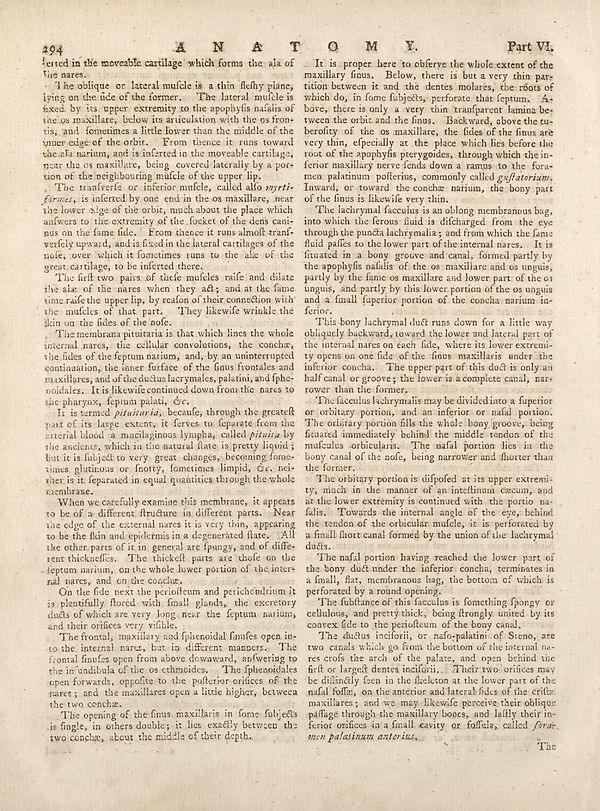 294 A N A T O M Y. Part VI.
serted in the moveable cartilage which forms the ala of
the nares.
The oblique or lateral muſcle is a thin fleſhy plane,
lying on the ſide of the former. The lateral muſcle is
fixed by its upper extremity to the apophyſis naſalis of
the os maxillare, below its articulation with the os fron-
tis, and ſometimes a little lower than the middle of the
inner edge of the orbit. From thence it runs toward
the ala narium, and is inſerted in the moveable cartilage,
near the os maxillare, being covered laterally by a por-
tion of the neighbouring muſcle of the upper lip.
The tranſverſe or inferior muſcle, called alſo myrti-
formes, is inſerted by one end in the os maxillare, near
the lower edge of the orbit, much about the place which
anſwers to the extremity of the ſocket of the dens cani-
nus on the ſame ſide. From thence it runs almoſt tranſ-
verſely upward, and is fixed in the lateral cartilages of the
noſe, over which it ſometimes runs to the alæ of the
great cartilage, to be inſerted there.
The firſt two pairs of theſe muſcles raiſe and dilate
the alæ of the nares when they act; and at the ſame
time raiſe the upper lip, by reaſon of their connection with
the muſcles of that part. They likewiſe wrinkle the
ſkin on the ſides of the noſe.
The membrana pituitaria is that which lines the whole
internal nares, the cellular convolutions, the conchæ,
the ſides of the ſeptum narium, and, by an uninterrupted
continuation, the inner ſurface of the ſinus frontales and
maxillares, and of the ductus lacrymales, palatini, and ſphe-
noidales. It is likewiſe continued down from the nares to
the pharynx, ſeptum palati, &c.
It is termed pituitaria, becauſe, through the greateſt
part of its large extent, it ſerves to ſeparate from the
arterial blood a mucilaginous lympha, called pituita by
the ancients, which in the natural ſtate is pretty liquid;
but it is ſubject to very great changes, becoming ſome-
times glutinous or ſnotty, ſometimes limpid, &c. nei-
ther is it ſeparated in equal quantities through the whole
membrane.
When we carefully examine this membrane, it appears
to be of a different ſtructure in different parts. Near
the edge of the external nares it is very thin, appearing
to be the ſkin and epidermis in a degenerated ſtate. All
the other parts of it in general are ſpungy, and of diffe-
rent thickneſſes. The thickeſt parts are thoſe on the
ſeptum narium, on the whole lower portion of the inter-
nal nares, and on the conchæ.
On the ſide next the perioſteum and perichondrium it
is plentifully ſtored with ſmall glands, the excretory
ducts of which are very long near the ſeptum narium,
and their orifices very viſible.
The frontal, maxillary and ſphenoidal ſinuſes open in-
to the internal nares, but in different manners. The
frontal ſinuſes open from above downward, anſwering to
the infundibula of the os ethmoides. The ſphenoidales
open forwards, oppoſite to the poſterior orifices of the
nares; and the maxillares open a little higher, between
the two conchæ.
The opening of the ſinus maxillaris in ſome ſubjects
is ſingle, in others double; it lies exactly between the
two conchæ, about the middle of their depth.
It is proper here to obſerve the whole extent of the
maxillary ſinus. Below, there is but a very thin par-
tition between it and the dentes molares, the roots of
which do, in ſome ſubjects, perforate that ſeptum. A-
bove, there is only a very thin tranſparent lamina be-
tween the orbit and the ſinus. Backward, above the tu-
beroſity of the os maxillare, the ſides of the ſinus are
very thin, eſpecially at the place which lies before the
root of the apophyſis pterygoides, through which the in-
ferior maxillary nerve ſends down a ramus to the fora-
men palatinum poſterius, commonly called guſtatorium.
Inward, or toward the conchæ narium, the bony part
of the ſinus is likewiſe very thin.
The lachrymal ſacculus is an oblong membranous bag,
into which the ſerous fluid is diſcharged from the eye
through the puncta lachrymalia; and from which the ſame
fluid paſſes to the lower part of the internal nares. It is
ſituated in a bony groove and canal, formed partly by
the apophyſis naſalis of the os maxillare and os unguis,
partly by the ſame os maxillare and lower part of the os
unguis, and partly by this lower portion of the os unguis
and a ſmall ſuperior portion of the concha narium in-
ferior.
This bony lachrymal duct runs down for a little way
obliquely backward, toward the lower and lateral part of
the internal nares on each ſide, where its lower extremi-
ty opens on one ſide of the ſinus maxillaris under the
inferior concha. The upper part of this duct is only an
half canal or groove; the lower is a complete canal, nar-
rower than the former.
The ſacculus lachrymalis may be divided into a ſuperior
or orbitary portion, and an inferior or naſal portion.
The orbitary portion fills the whole bony groove, being
ſituated immediately behind the middle tendon of the
muſculus orbicularis. The naſal portion lies in the
bony canal of the noſe, being narrower and ſhorter than
the former.
The orbitary portion is diſpoſed at its upper extremi-
ty, much in the manner of an inteſtinum cæcum, and
at the lower extremity is continued with the portio na-
ſalis. Towards the internal angle of the eye, behind
the tendon of the orbicular muſcle, it is perforated by
a ſmall ſhort canal formed by the union of the lachrymal
ducts.
The naſal portion having reached the lower part of
the bony duct under the inferior concha, terminates in
a ſmall, flat, membranous bag, the bottom of which is
perforated by a round opening.
The ſubſtance of this ſacculus is ſomething ſpongy or
cellulous, and pretty thick, being ſtrongly united by its
convex ſide to the perioſteum of the bony canal.
The ductus inciſorii, or naſo-palatini of Steno, are
two canals which go from the bottom of the internal na-
res croſs the arch of the palate, and open behind the
firſt or largeſt dentes inciſorii. Their two orifices may
be diſtinctly ſeen in the ſkeleton at the lower part of the
naſal foſſæ, on the anterior and lateral ſides of the criſtæ
maxillares; and we may likewiſe perceive their oblique
paſſage through the maxillary bones, and laſtly their in-
ferior orifices in a ſmall cavity or foſſula, called fora-
men palatinum anterius.
The